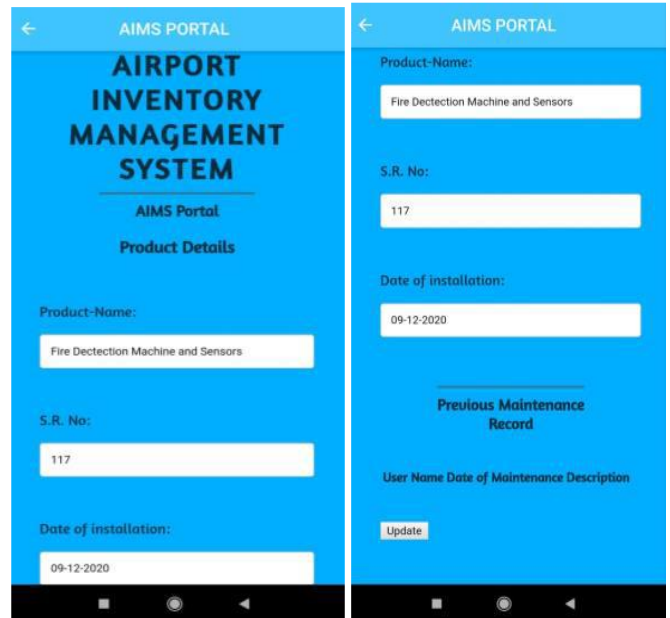 AIMS PORTAL
AIRPORT
INVENTORY
MANAGEMENT
SYSTEM
AIMS Portal
Product Details
Product-Name:
Fire Dectection Machine and Sensors
S.R. No:
117
Date of installation:
09-12-2020
AIMS PORTAL
Product-Name:
Fire Dectection Machine and Sensors
S.R. No:
117
Date of installation:
09-12-2020
Previous Maintenance
Record
User Name Date of Maintenance Description
Update